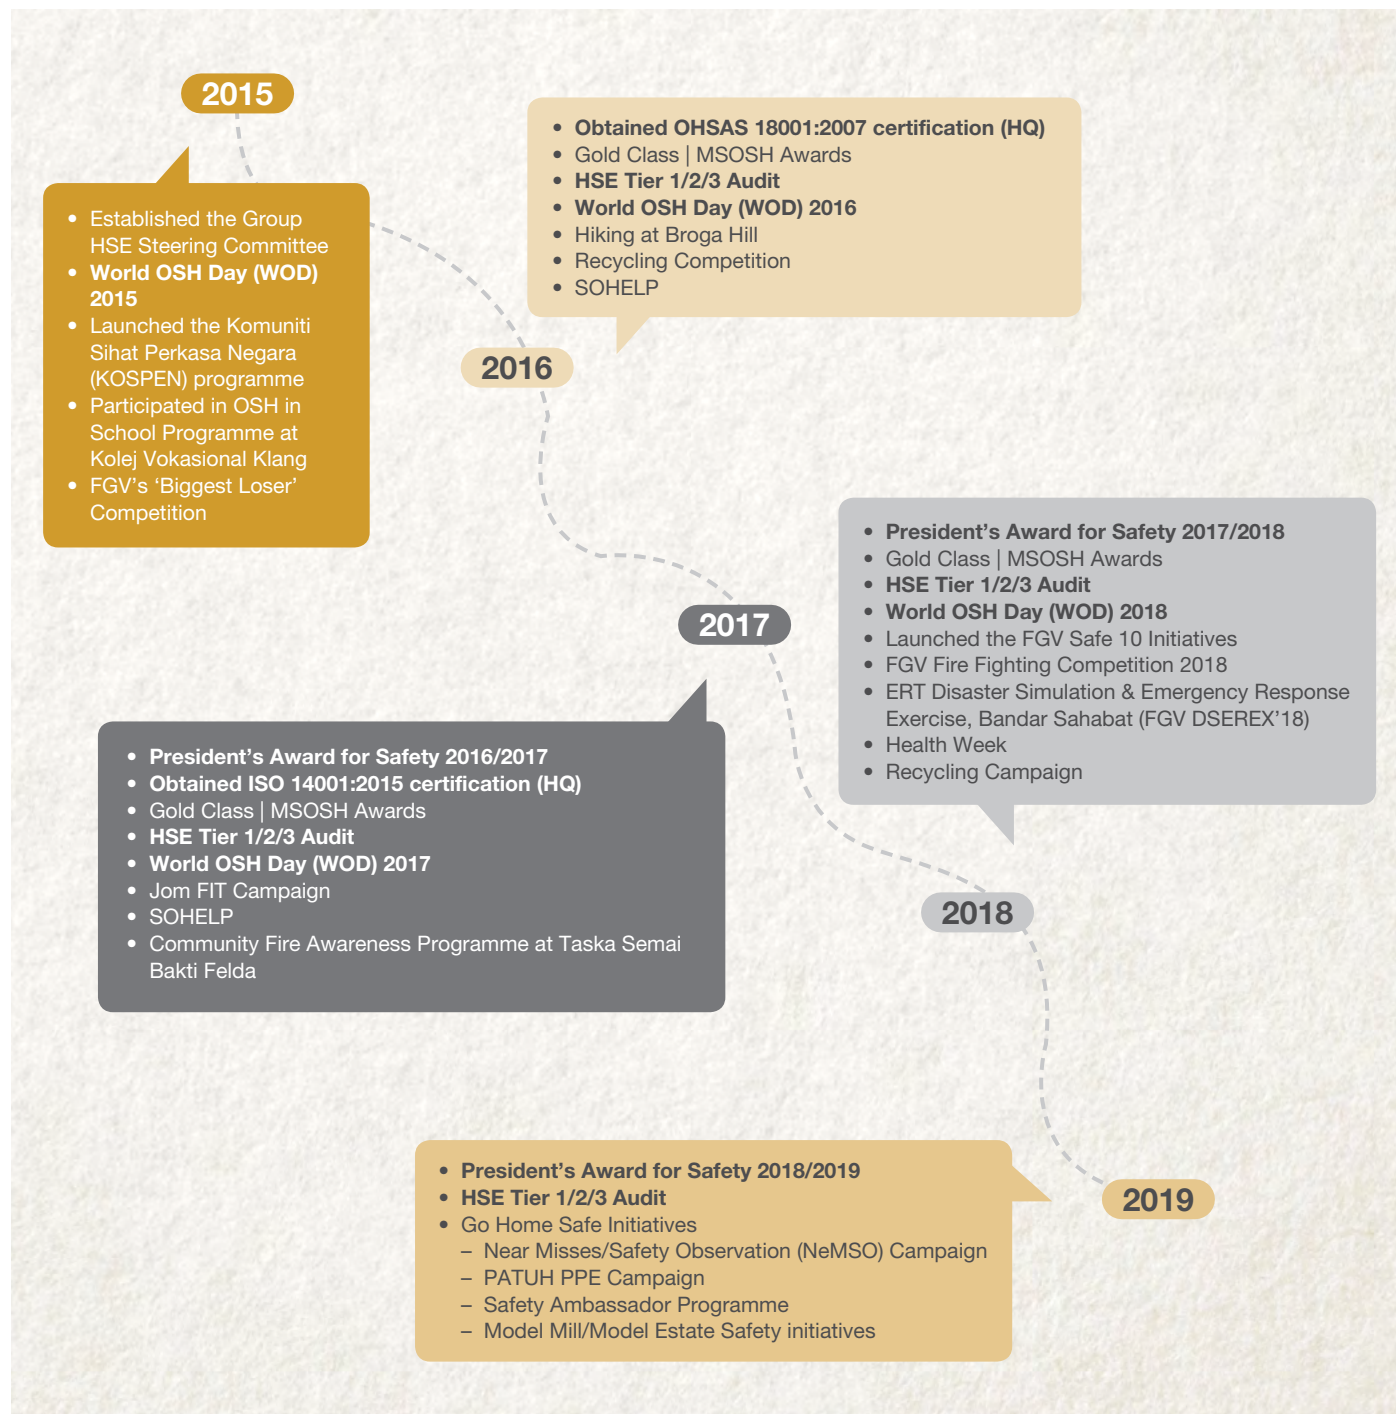 2015
• Established the Group
HSE Steering Committee
• World OSH Day (WOD)
2015
• Launched the Komuniti
Sihat Perkasa Negara
(KOSPEN) programme
• Participated in OSH in
School Programme at
Kolej Vokasional Klang
• FGV’s ‘Biggest Loser’
Competition
• Obtained OHSAS 18001:2007 certification (HQ)
• Gold Class | MSOSH Awards
• HSE Tier 1/2/3 Audit
• World OSH Day (WOD) 2016
• Hiking at Broga Hill
• Recycling Competition
• SOHELP
2016
2017
• President’s Award for Safety 2016/2017
• Obtained ISO 14001:2015 certification (HQ)
• Gold Class | MSOSH Awards
• HSE Tier 1/2/3 Audit
• World OSH Day (WOD) 2017
• Jom FIT Campaign
• SOHELP
• Community Fire Awareness Programme at Taska Semai
Bakti Felda
• President’s Award for Safety 2017/2018
• Gold Class | MSOSH Awards
• HSE Tier 1/2/3 Audit
• World OSH Day (WOD) 2018
• Launched the FGV Safe 10 Initiatives
• FGV Fire Fighting Competition 2018
• ERT Disaster Simulation & Emergency Response
Exercise, Bandar Sahabat (FGV DSEREX’18)
• Health Week
• Recycling Campaign
2018
• President’s Award for Safety 2018/2019
• HSE Tier 1/2/3 Audit
• Go Home Safe Initiatives
– Near Misses/Safety Observation (NeMSO) Campaign
– PATUH PPE Campaign
– Safety Ambassador Programme
– Model Mill/Model Estate Safety initiatives
2019